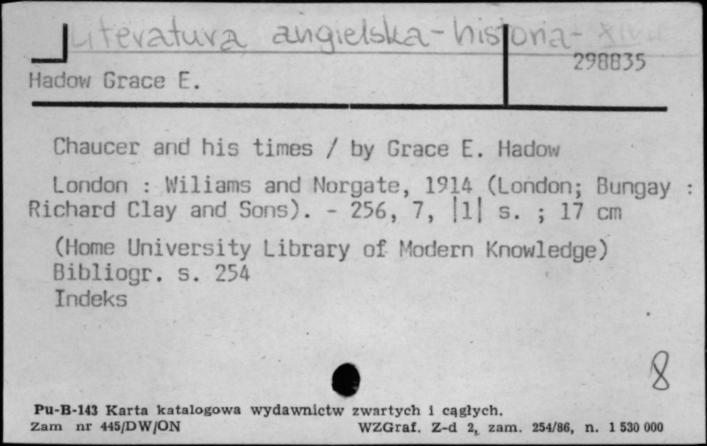 Literatura angielska - historia - XIV w
298835
Hadow Grace E.
Chaucer and his times / by Grace E. Hadow
London : Wiliams and Norgate, 1914 (London; Bungay :
Richard Clay and Sons). - 256, 7, |1| s. ; 17 cm
(Home University Library of Modern Knowledge)
Bibliogr. s. 254
Indeks
8
Pu-B-143 Karta katalogowa wydawnictw zwartych i ciągłych.
Zam nr 445/DW/ON WZGraf. Z-d 2, zam. 254/86, n. 1 530 000